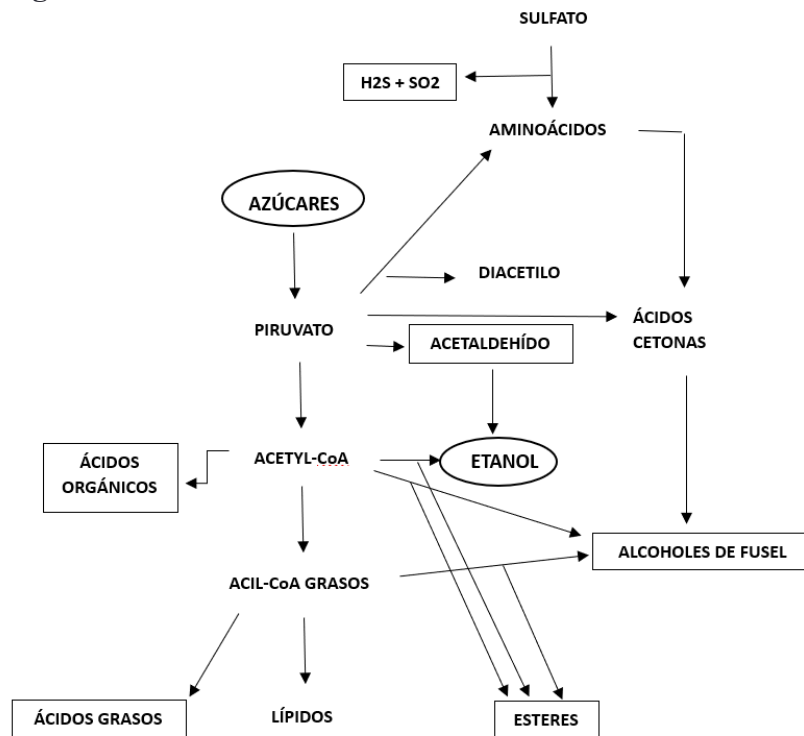 SULFATO
H2S + SO2
AMINOÁCIDOS
AZÚCARES
DIACETILO
PIRUVATO
ÁCIDOS
CETONAS
ACETALDEHÍDO
ACETYL-CoA
ETANOL
ÁCIDOS
ORGÁNICOS
ALCOHOLES DE FUSEL
ACIL-CoA GRASOS
ÁCIDOS GRASOS
LÍPIDOS
ESTERES